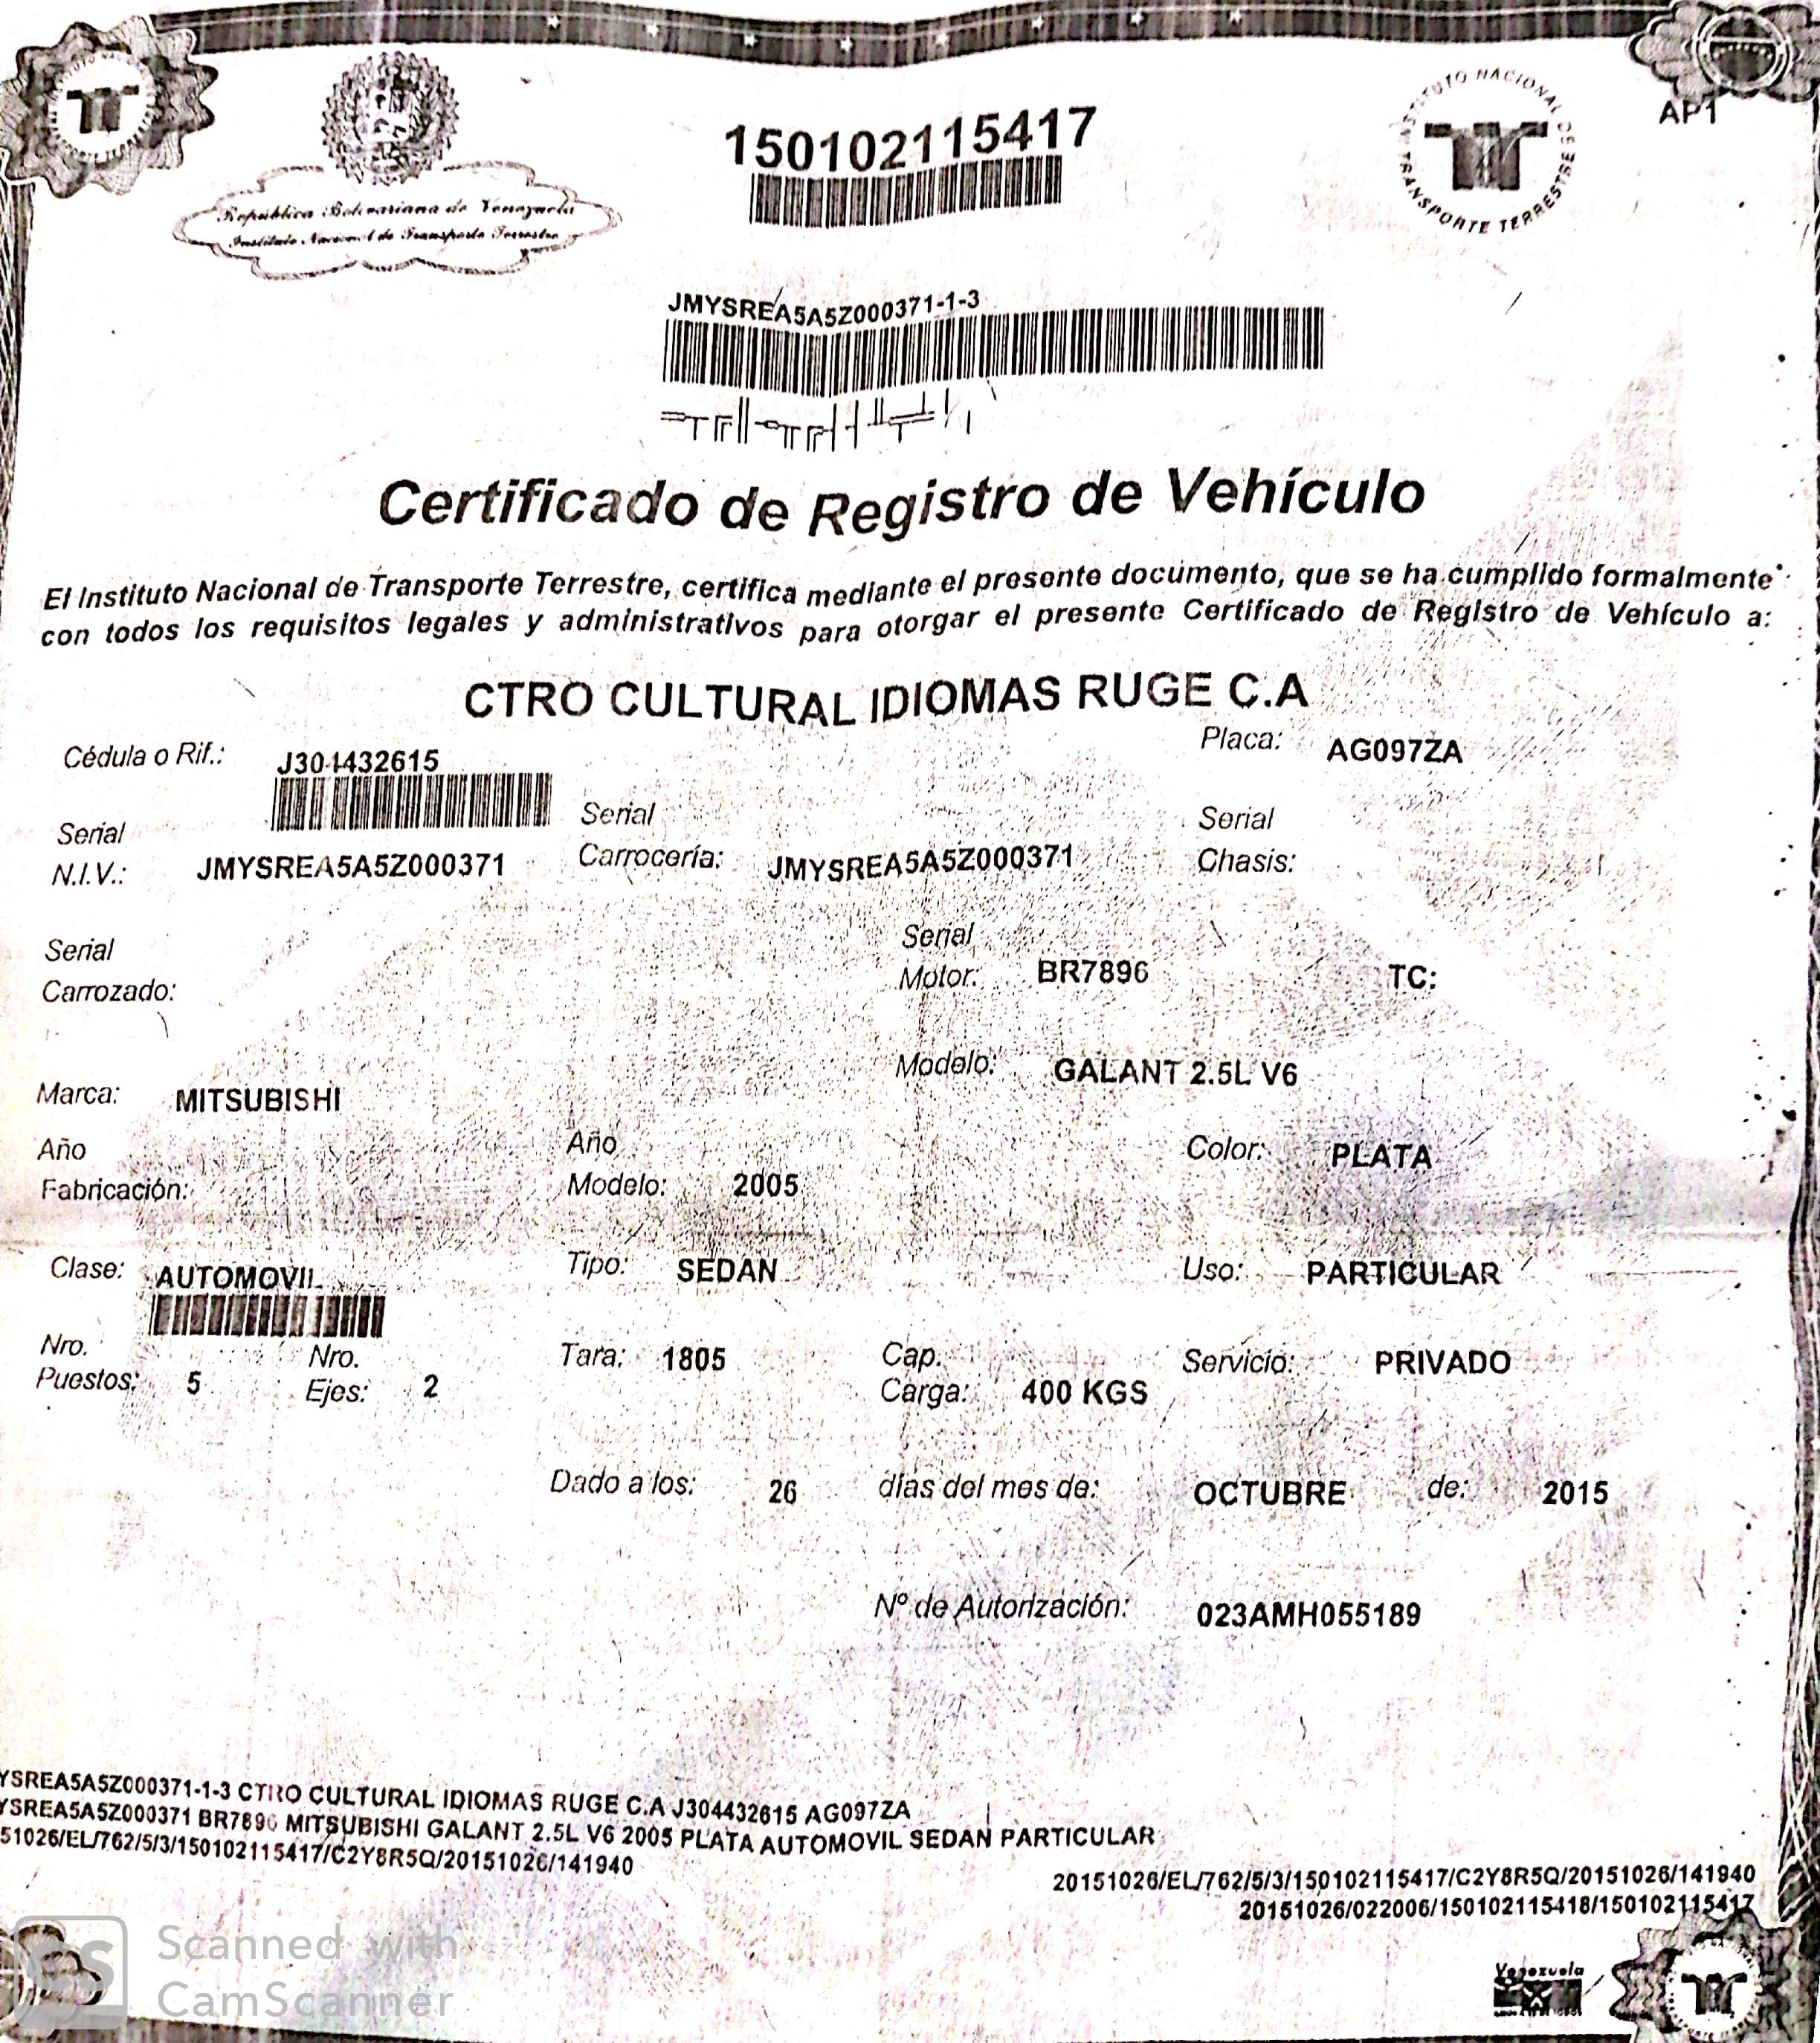 AP1
150102115417
INSTITUTO NACIONAL DE TRANSPORTE TERRESTRE
República Bolivariana de Venezuela
Instituto Nacional de Transporte Terrestre
JMYSREA5A5Z000371-1-3
Certificado de Registro de Vehículo
El Instituto Nacional de Transporte Terrestre, certifica mediante el presente documento, que se ha cumplido formalmente
con todos los requisitos legales y administrativos para otorgar el presente Certificado de Registro de Vehículo a:
CTRO CULTURAL IDIOMAS RUGE C.A
Cédula o Rif.: J304432615 Placa: AG097ZA
Serial N.I.V.: JMYSREA5A5Z000371 Serial Carrocería: JMYSREA5A5Z000371 Serial Chasis:
Serial Carrozado: Serial Motor: BR7896 TC:
Marca: MITSUBISHI Modelo: GALANT 2.5L V6
Año Fabricación: Año Modelo: 2005 Color: PLATA
Clase: AUTOMOVIL Tipo: SEDAN Uso: PARTICULAR
Nro. Puestos: 5 Nro. Ejes: 2 Tara: 1805 Cap. Carga: 400 KGS Servicio: PRIVADO
Dado a los: 26 días del mes de: OCTUBRE de: 2015
Nº de Autorización: 023AMH055189
YSREA5A5Z000371-1-3 CTRO CULTURAL IDIOMAS RUGE C.A J304432615 AG097ZA
YSREA5A5Z000371 BR7896 MITSUBISHI GALANT 2.5L V6 2005 PLATA AUTOMOVIL SEDAN PARTICULAR
51026/EL/762/5/3/150102115417/C2Y8R5Q/20151026/141940
20151026/EL/762/5/3/150102115417/C2Y8R5Q/20151026/141940
20151026/022006/150102115418/150102115417
CS Scanned with
CamScanner
Venezuela